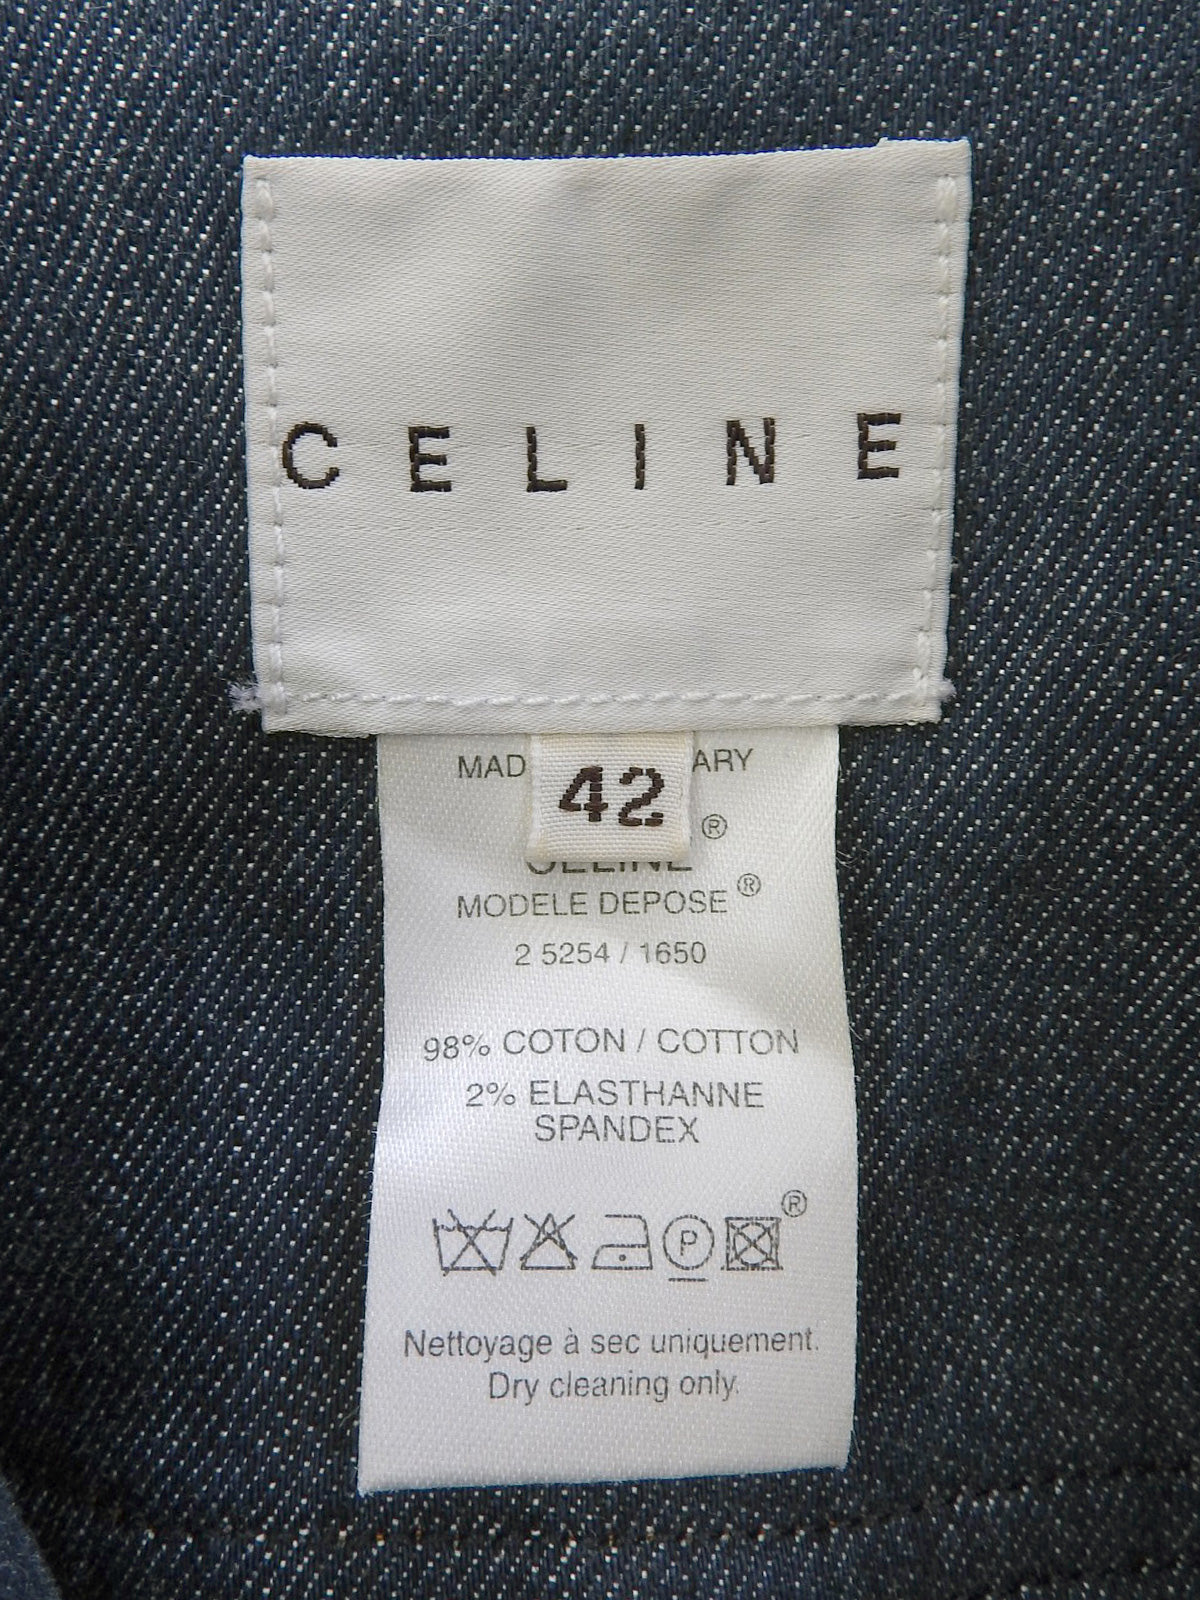 CELINE
MAD ARY
42
®
CELINE
MODELE DEPOSE ®
2 5254 / 1650
98% COTON / COTTON
2% ELASTHANNE
SPANDEX
P ®
Nettoyage à sec uniquement.
Dry cleaning only.